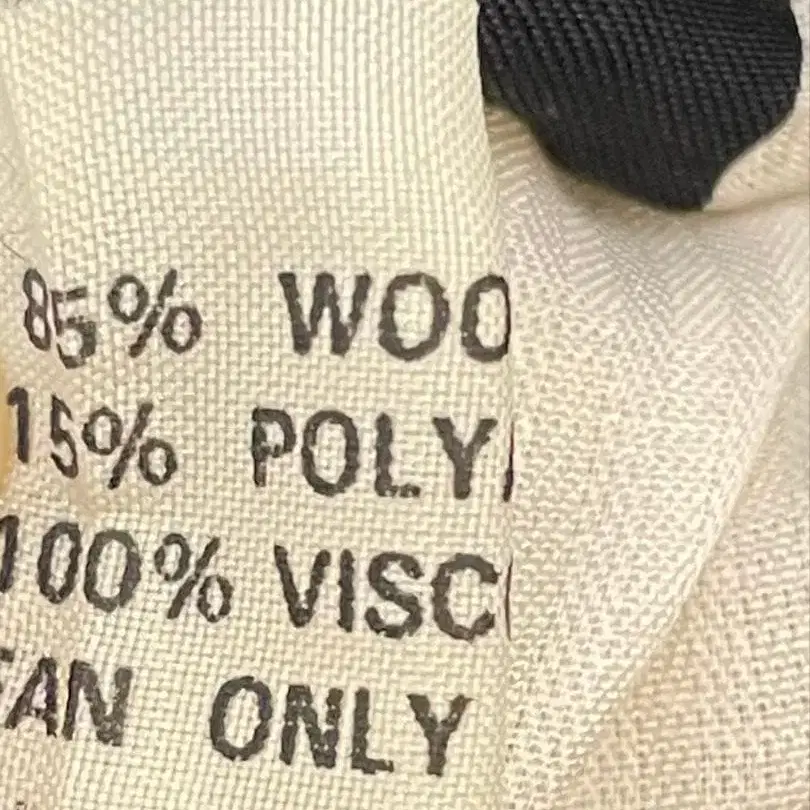 85% WOO
15% POLY
100% VISC
EAN ONLY